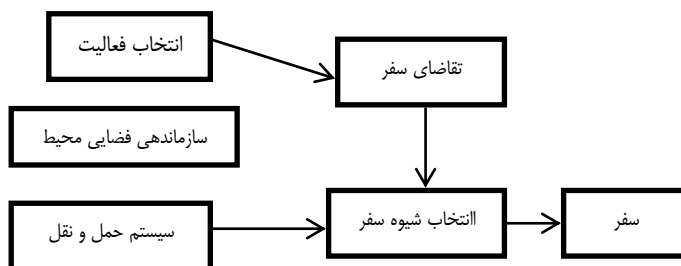 انتخاب فعالیت
تقاضای سفر
سازماندهی فضایی محیط
سیستم حمل و نقل
اانتخاب شیوه سفر
سفر